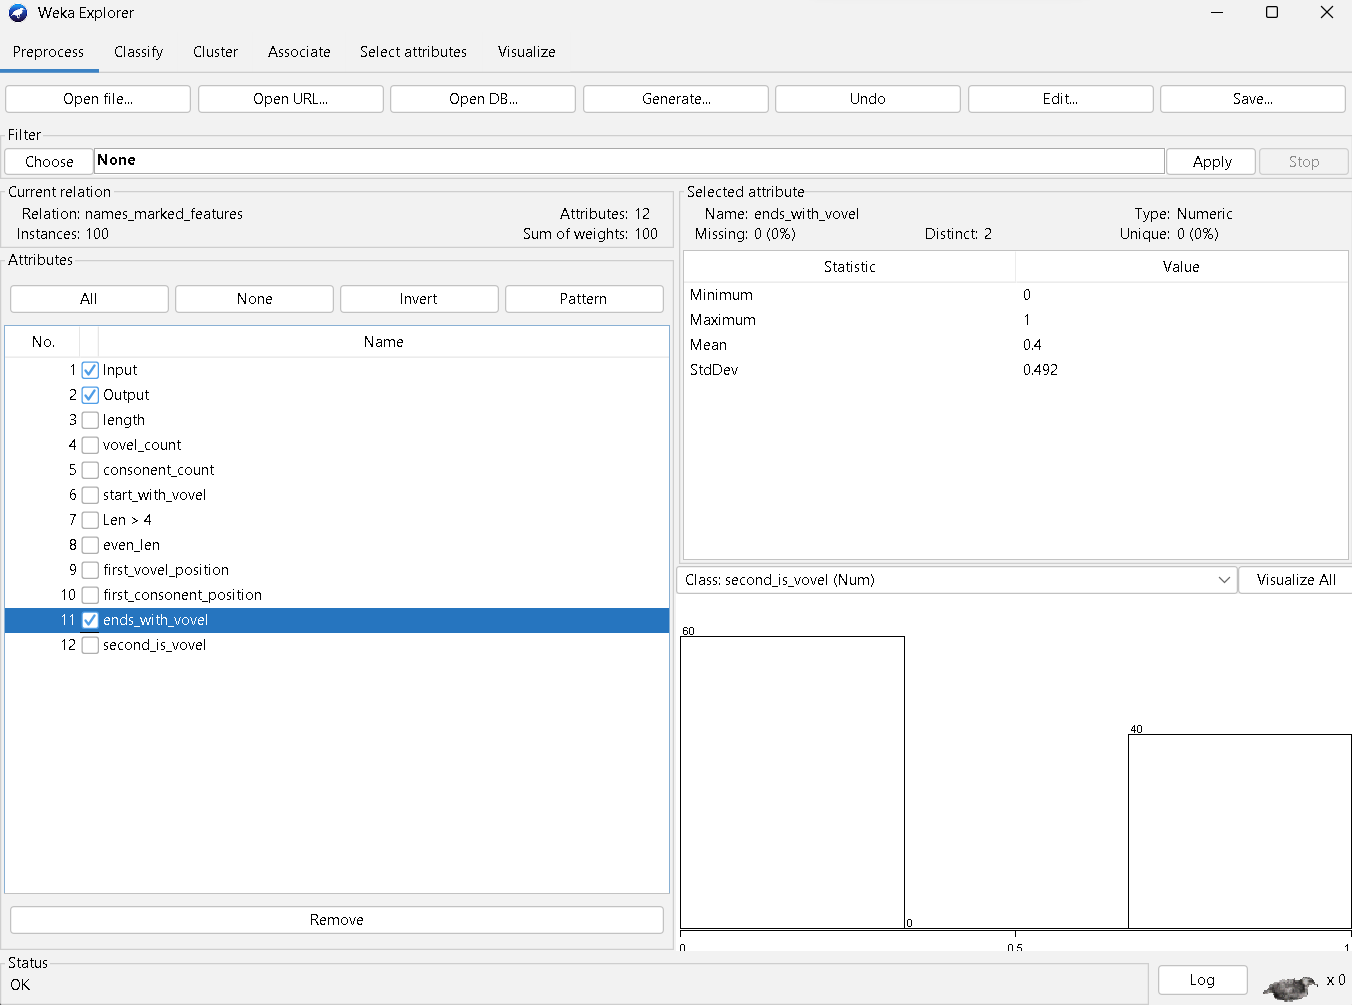 Weka Explorer
Preprocess Classify Cluster Associate Select attributes Visualize
Open file... Open URL... Open DB... Generate... Undo Edit... Save...
Filter
Choose None Apply Stop
Current relation
Relation: names_marked_features Attributes: 12
Instances: 100 Sum of weights: 100
Attributes
All None Invert Pattern
No. Name
1 Input
2 Output
3 length
4 vovel_count
5 consonent_count
6 start_with_vovel
7 Len > 4
8 even_len
9 first_vovel_position
10 first_consonent_position
11 ends_with_vovel
12 second_is_vovel
Remove
Selected attribute
Name: ends_with_vovel Type: Numeric
Missing: 0 (0%) Distinct: 2 Unique: 0 (0%)
Statistic Value
Minimum 0
Maximum 1
Mean 0.4
StdDev 0.492
Class: second_is_vovel (Num) Visualize All
60
40
0
0 0.5 1
Status
OK
Log x 0